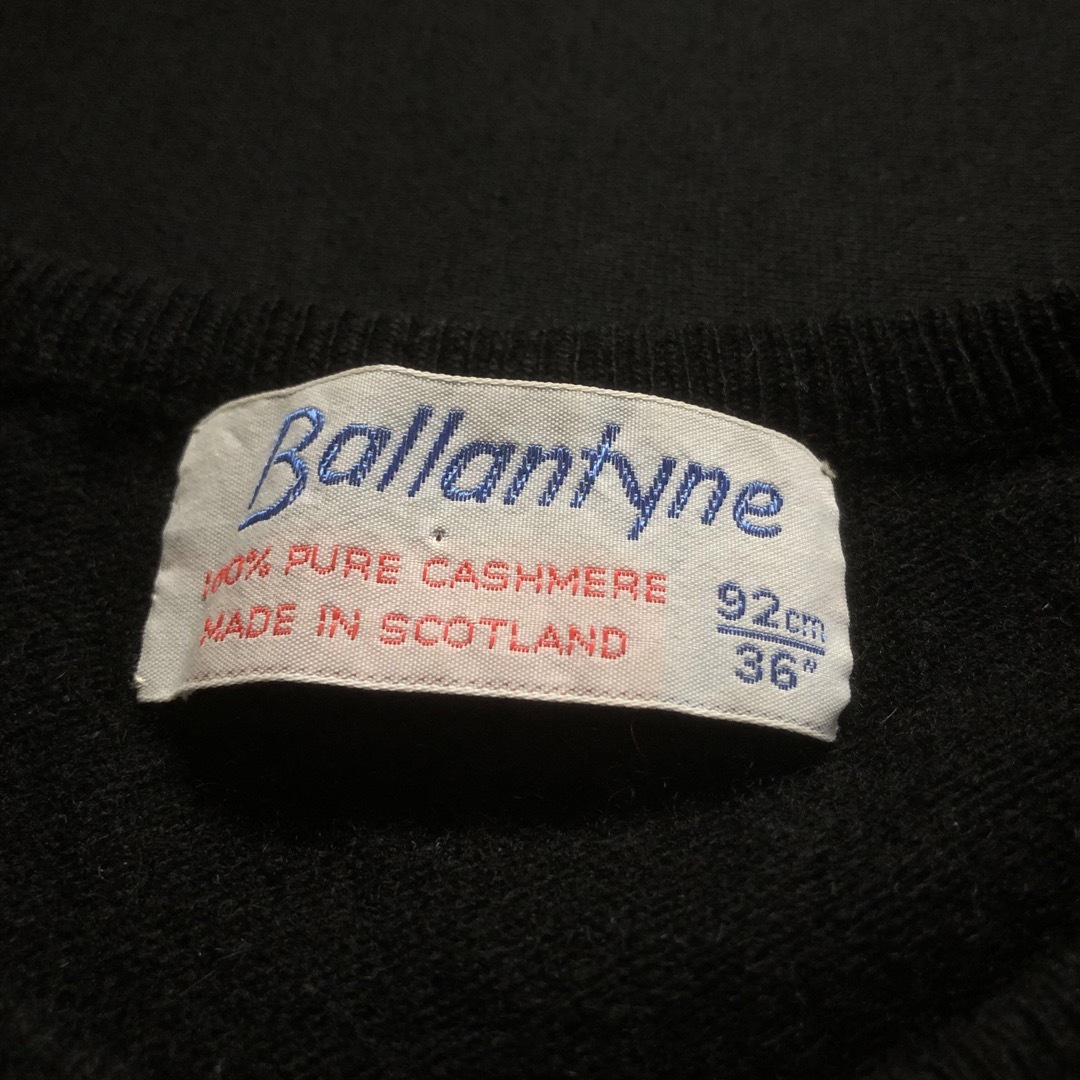 Ballantyne
100% PURE CASHMERE
MADE IN SCOTLAND
92cm
36"